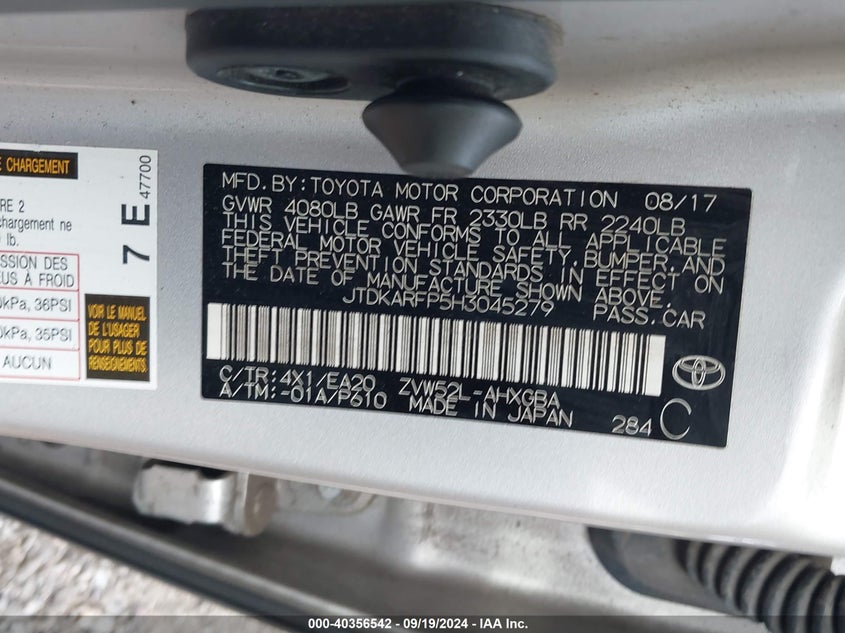 E CHARGEMENT
RE 2
chargement ne
lb.
7 E 47700
SSION DES
EUS À FROID
kPa, 36PSI
kPa, 35PSI
AUCUN
VOIR LE MANUEL
DE L'USAGER
POUR PLUS DE
RENSEIGNEMENTS
MFD.BY:TOYOTA MOTOR CORPORATION 08/17
GVWR 4080LB GAWR FR 2330LB RR 2240LB
THIS VEHICLE CONFORMS TO ALL APPLICABLE
FEDERAL MOTOR VEHICLE SAFETY,BUMPER,AND
THEFT PREVENTION STANDARDS IN EFFECT ON
THE DATE OF MANUFACTURE SHOWN ABOVE.
JTDKARFP5H3045279 PASS.CAR
C/TR:4X1/EA20 ZVW52L-AHXGBA
A/TM:-01A/P610 MADE IN JAPAN
284 C
TOYOTA
000-40356542 - 09/19/2024 - IAA Inc.